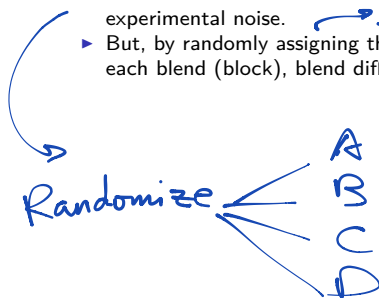 experimental noise.
▶ But, by randomly assigning th
each blend (block), blend diff
A
B
Randomize
C
D